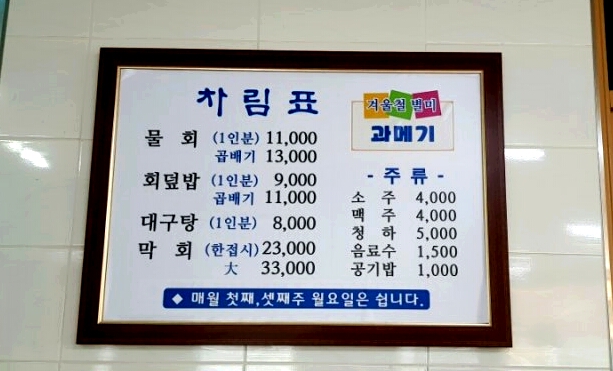 차림표
물 회 (1인분) 11,000
곱배기 13,000
회덮밥 (1인분) 9,000
곱배기 11,000
대구탕 (1인분) 8,000
막 회 (한접시) 23,000
大 33,000
겨울철 별미
과메기
- 주 류 -
소 주 4,000
맥 주 4,000
청 하 5,000
음료수 1,500
공기밥 1,000
◆ 매월 첫째,셋째주 월요일은 쉽니다.